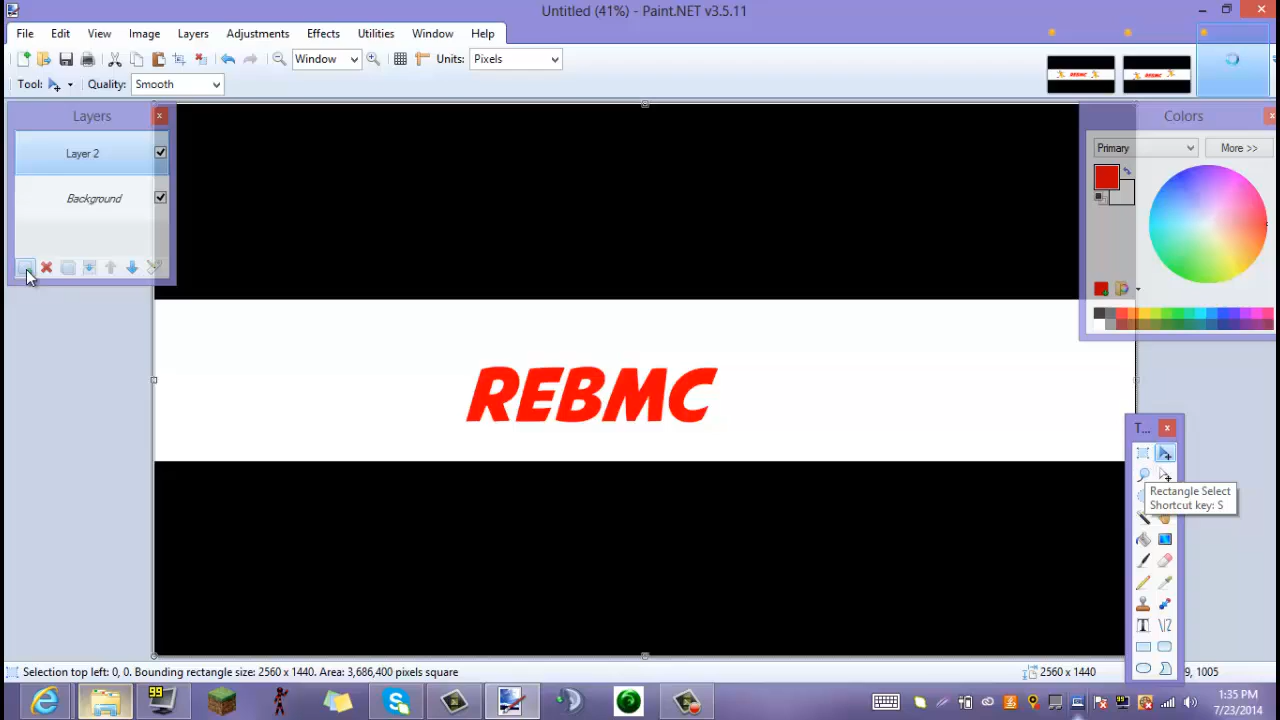 Untitled (41%) - Paint.NET v3.5.11
File Edit View Image Layers Adjustments Effects Utilities Window Help
Window Units: Pixels
Tool: Quality: Smooth
Layers
Colors
Layer 2
Primary More >>
Background
REBMC
T...
Rectangle Select
Shortcut key: S
Selection top left: 0, 0. Bounding rectangle size: 2560 x 1440. Area: 3,686,400 pixels square
2560 x 1440
9, 1005
99
1:35 PM
7/23/2014